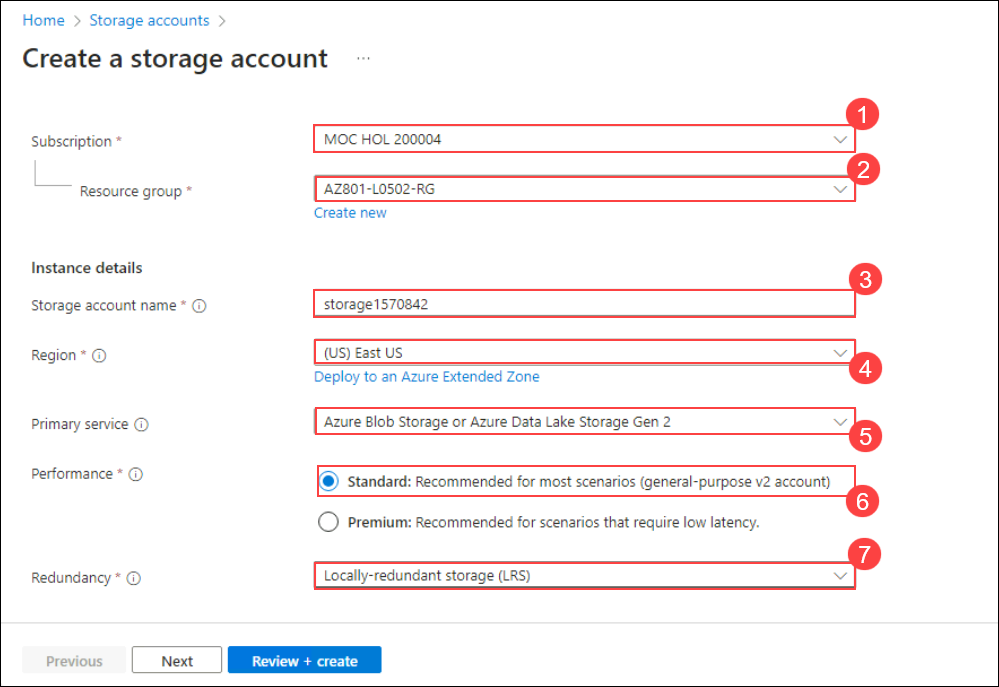 Home > Storage accounts >
Create a storage account ...
1
Subscription * MOC HOL 200004
2
Resource group * AZ801-L0502-RG
Create new
Instance details
3
Storage account name * storage1570842
Region * (US) East US
4
Deploy to an Azure Extended Zone
Primary service Azure Blob Storage or Azure Data Lake Storage Gen 2
5
Performance * Standard: Recommended for most scenarios (general-purpose v2 account)
6
Premium: Recommended for scenarios that require low latency.
7
Redundancy * Locally-redundant storage (LRS)
Previous Next Review + create